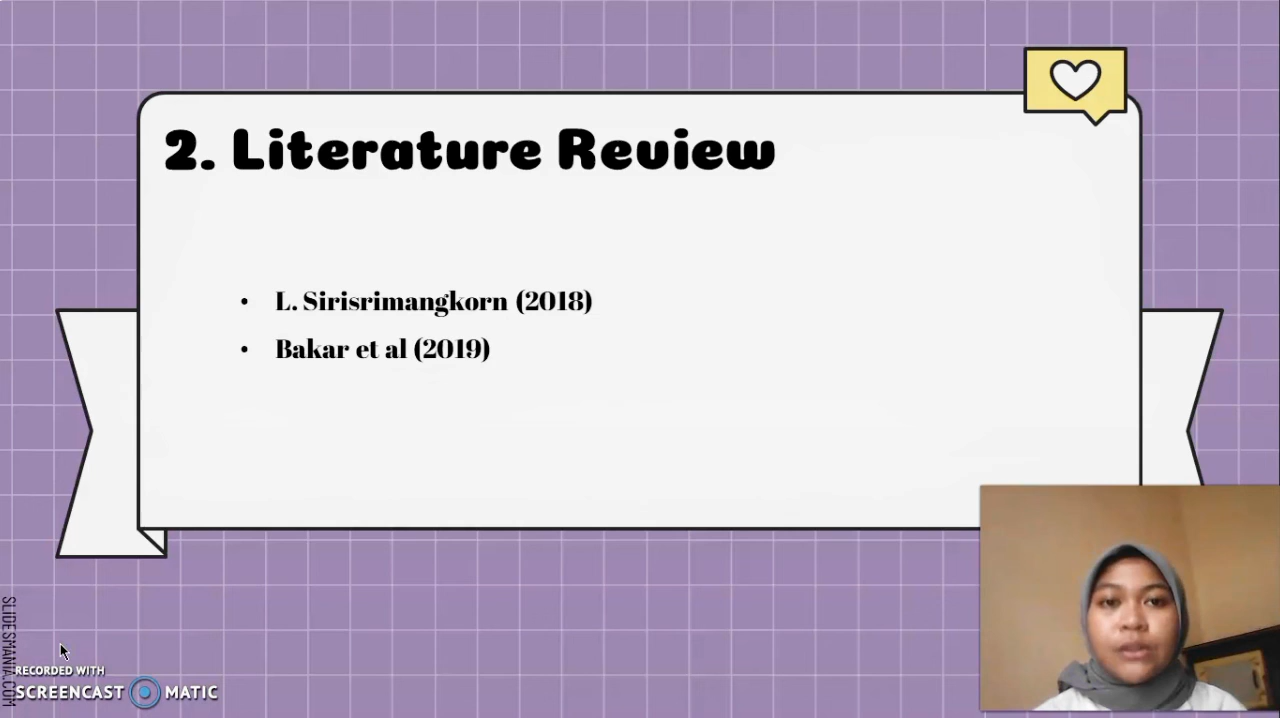 2. Literature Review
• L. Sirisrimangkorn (2018)
• Bakar et al (2019)
SLIDESMANIA.COM
RECORDED WITH
SCREENCAST MATIC